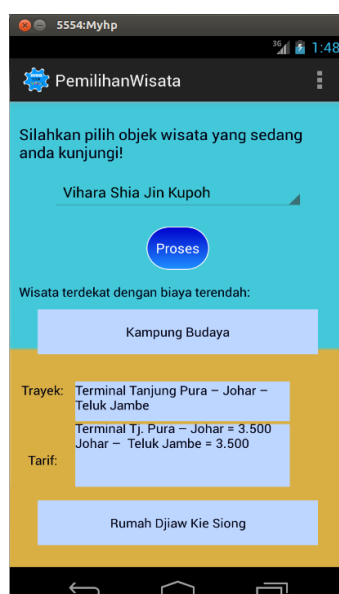 5554:Myhp
36 1:48
PemilihanWisata
Silahkan pilih objek wisata yang sedang
anda kunjungi!
Vihara Shia Jin Kupoh
Proses
Wisata terdekat dengan biaya terendah:
Kampung Budaya
Trayek: Terminal Tanjung Pura – Johar –
Teluk Jambe
Terminal Tj. Pura – Johar = 3.500
Johar – Teluk Jambe = 3.500
Tarif:
Rumah Djiaw Kie Siong